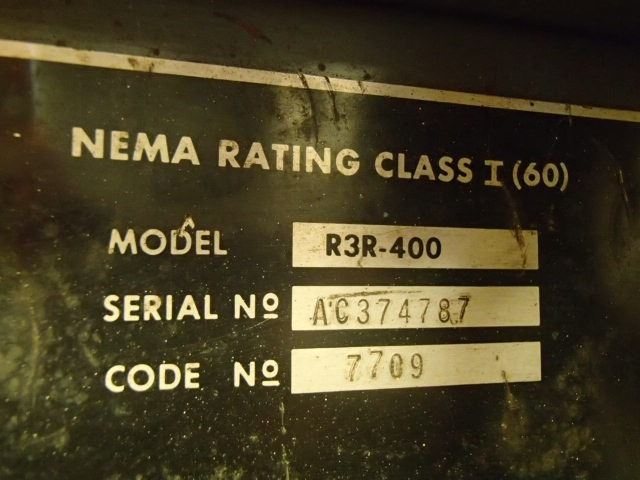 NEMA RATING CLASS I (60)
MODEL R3R-400
SERIAL Nº AC374787
CODE Nº 7709